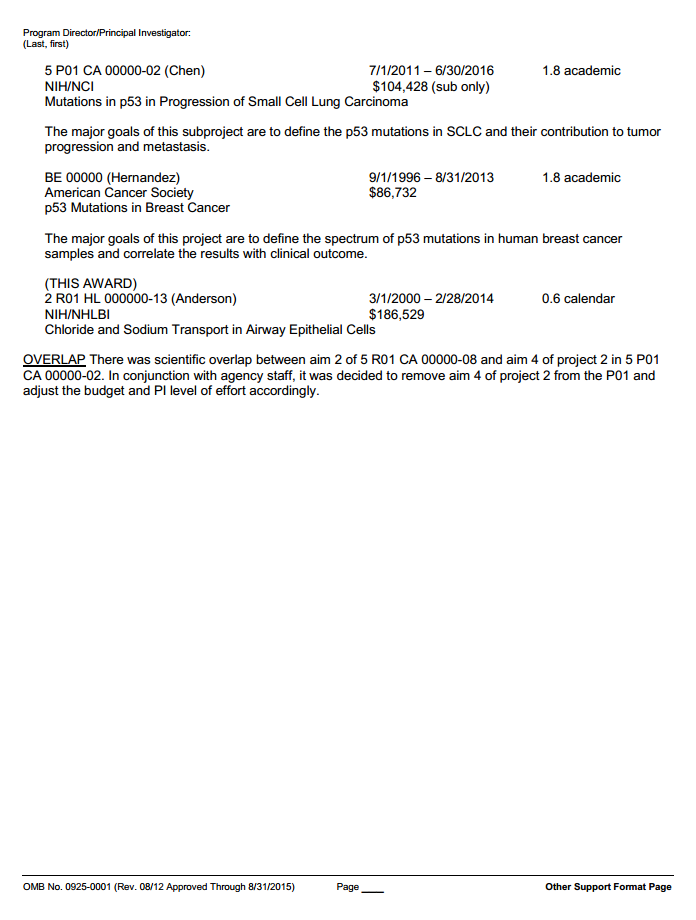 Program Director/Principal Investigator:
(Last, first)
5 P01 CA 00000-02 (Chen) 7/1/2011 – 6/30/2016 1.8 academic
NIH/NCI $104,428 (sub only)
Mutations in p53 in Progression of Small Cell Lung Carcinoma
The major goals of this subproject are to define the p53 mutations in SCLC and their contribution to tumor
progression and metastasis.
BE 00000 (Hernandez) 9/1/1996 – 8/31/2013 1.8 academic
American Cancer Society $86,732
p53 Mutations in Breast Cancer
The major goals of this project are to define the spectrum of p53 mutations in human breast cancer
samples and correlate the results with clinical outcome.
(THIS AWARD)
2 R01 HL 000000-13 (Anderson) 3/1/2000 – 2/28/2014 0.6 calendar
NIH/NHLBI $186,529
Chloride and Sodium Transport in Airway Epithelial Cells
OVERLAP There was scientific overlap between aim 2 of 5 R01 CA 00000-08 and aim 4 of project 2 in 5 P01
CA 00000-02. In conjunction with agency staff, it was decided to remove aim 4 of project 2 from the P01 and
adjust the budget and PI level of effort accordingly.
OMB No. 0925-0001 (Rev. 08/12 Approved Through 8/31/2015) Page ____ Other Support Format Page